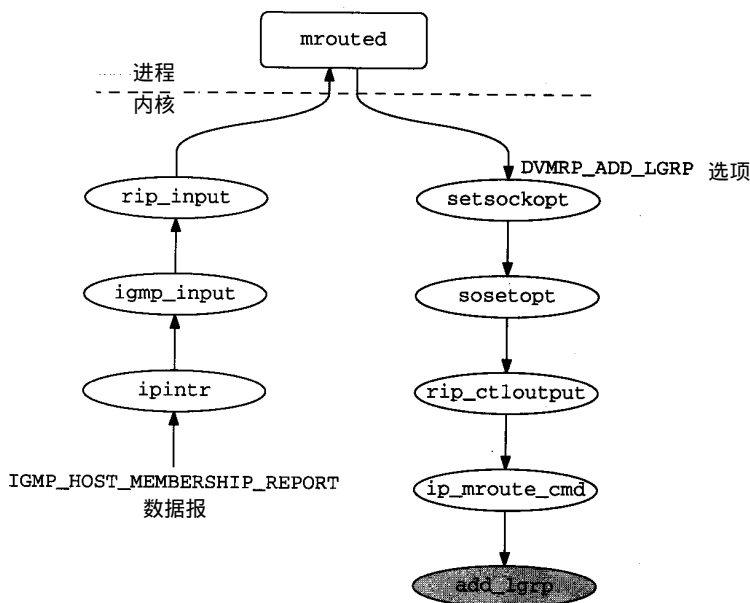 mrouted
进程
内核
DVMRP_ADD_LGRP 选项
rip_input
setsockopt
igmp_input
sosetopt
ipintr
rip_ctloutput
IGMP_HOST_MEMBERSHIP_REPORT
数据报
ip_mroute_cmd
add_lgrp